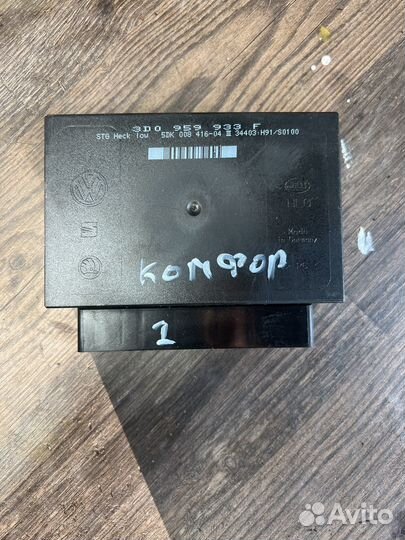 3D0 959 933 F
STG Heck low 5DK 008 416-04 II 34403-H91/S0100
Made
in Germany
КОМФОР
1
Avito